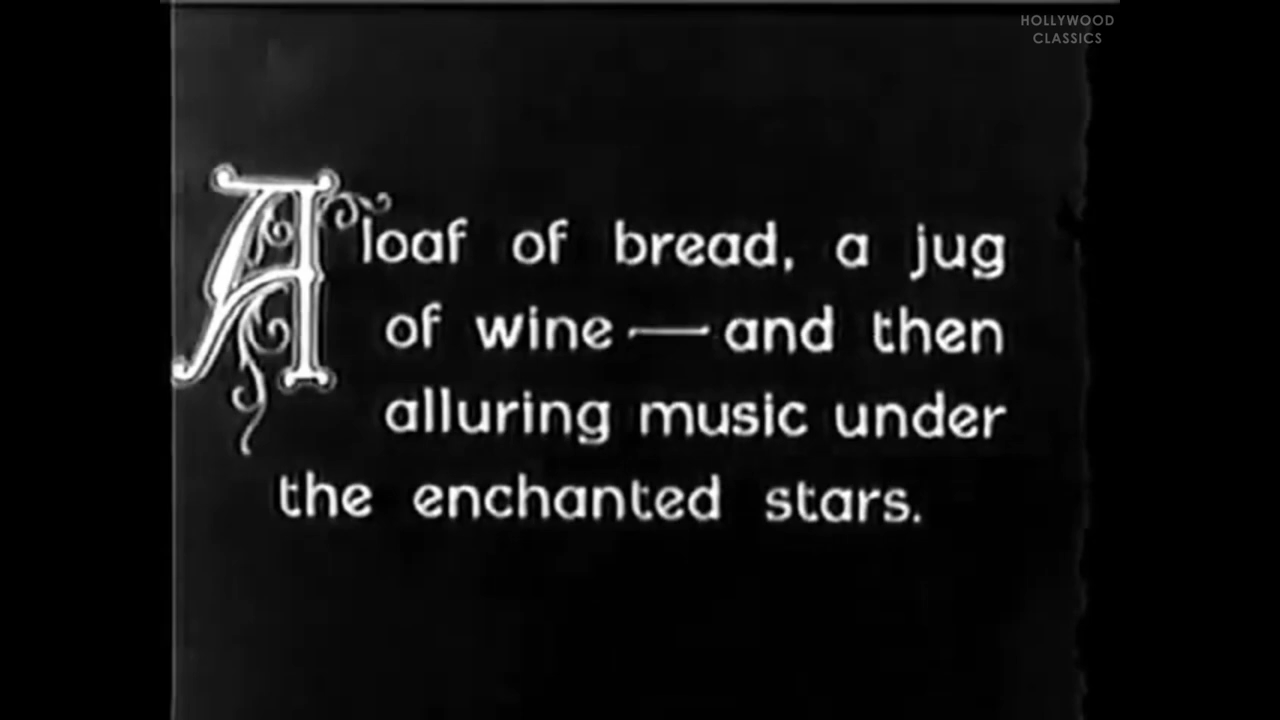 HOLLYWOOD
CLASSICS
A loaf of bread, a jug
of wine — and then
alluring music under
the enchanted stars.